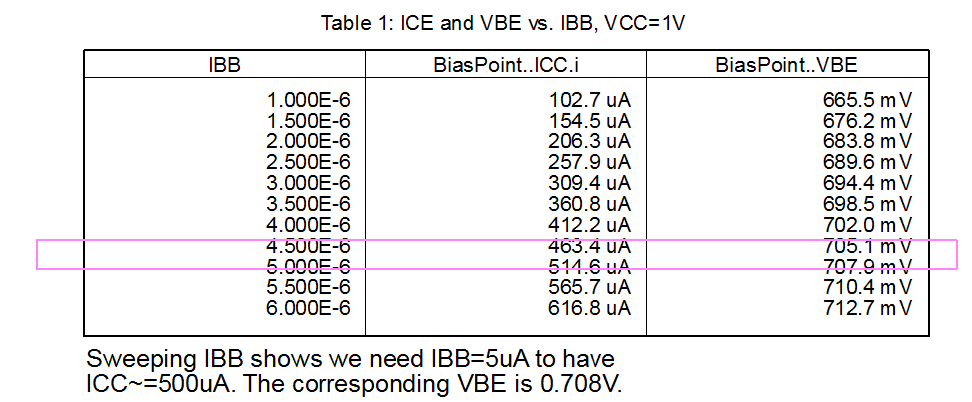 Table 1: ICE and VBE vs. IBB, VCC=1V
IBB BiasPoint..ICC.i BiasPoint..VBE
1.000E-6 102.7 uA 665.5 mV
1.500E-6 154.5 uA 676.2 mV
2.000E-6 206.3 uA 683.8 mV
2.500E-6 257.9 uA 689.6 mV
3.000E-6 309.4 uA 694.4 mV
3.500E-6 360.8 uA 698.5 mV
4.000E-6 412.2 uA 702.0 mV
4.500E-6 463.4 uA 705.1 mV
5.000E-6 514.6 uA 707.9 mV
5.500E-6 565.7 uA 710.4 mV
6.000E-6 616.8 uA 712.7 mV
Sweeping IBB shows we need IBB=5uA to have
ICC~=500uA. The corresponding VBE is 0.708V.